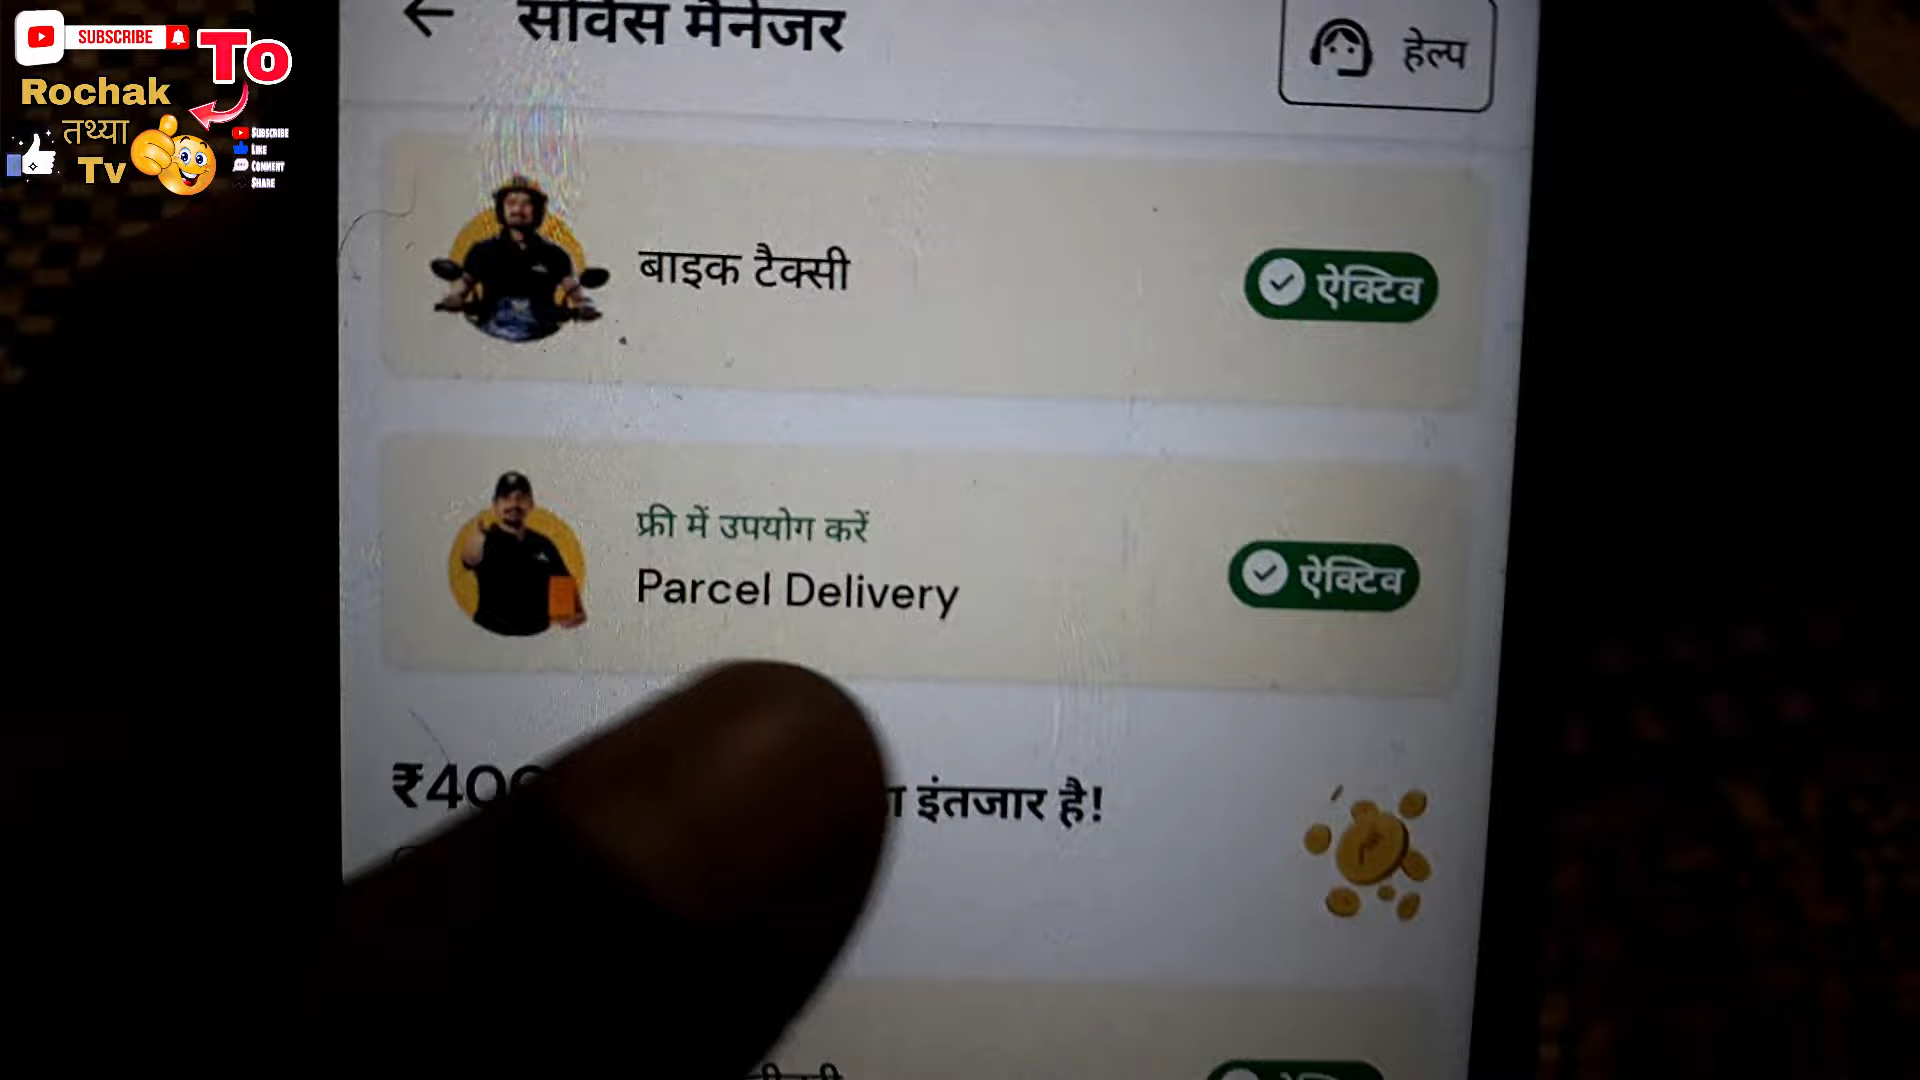 SUBSCRIBE
To
Rochak
तथ्या
Tv
SUBSCRIBE
LIKE
COMMENT
SHARE
सर्विस मैनेजर
हेल्प
बाइक टैक्सी
ऐक्टिव
फ्री में उपयोग करें
Parcel Delivery
ऐक्टिव
इंतजार है!